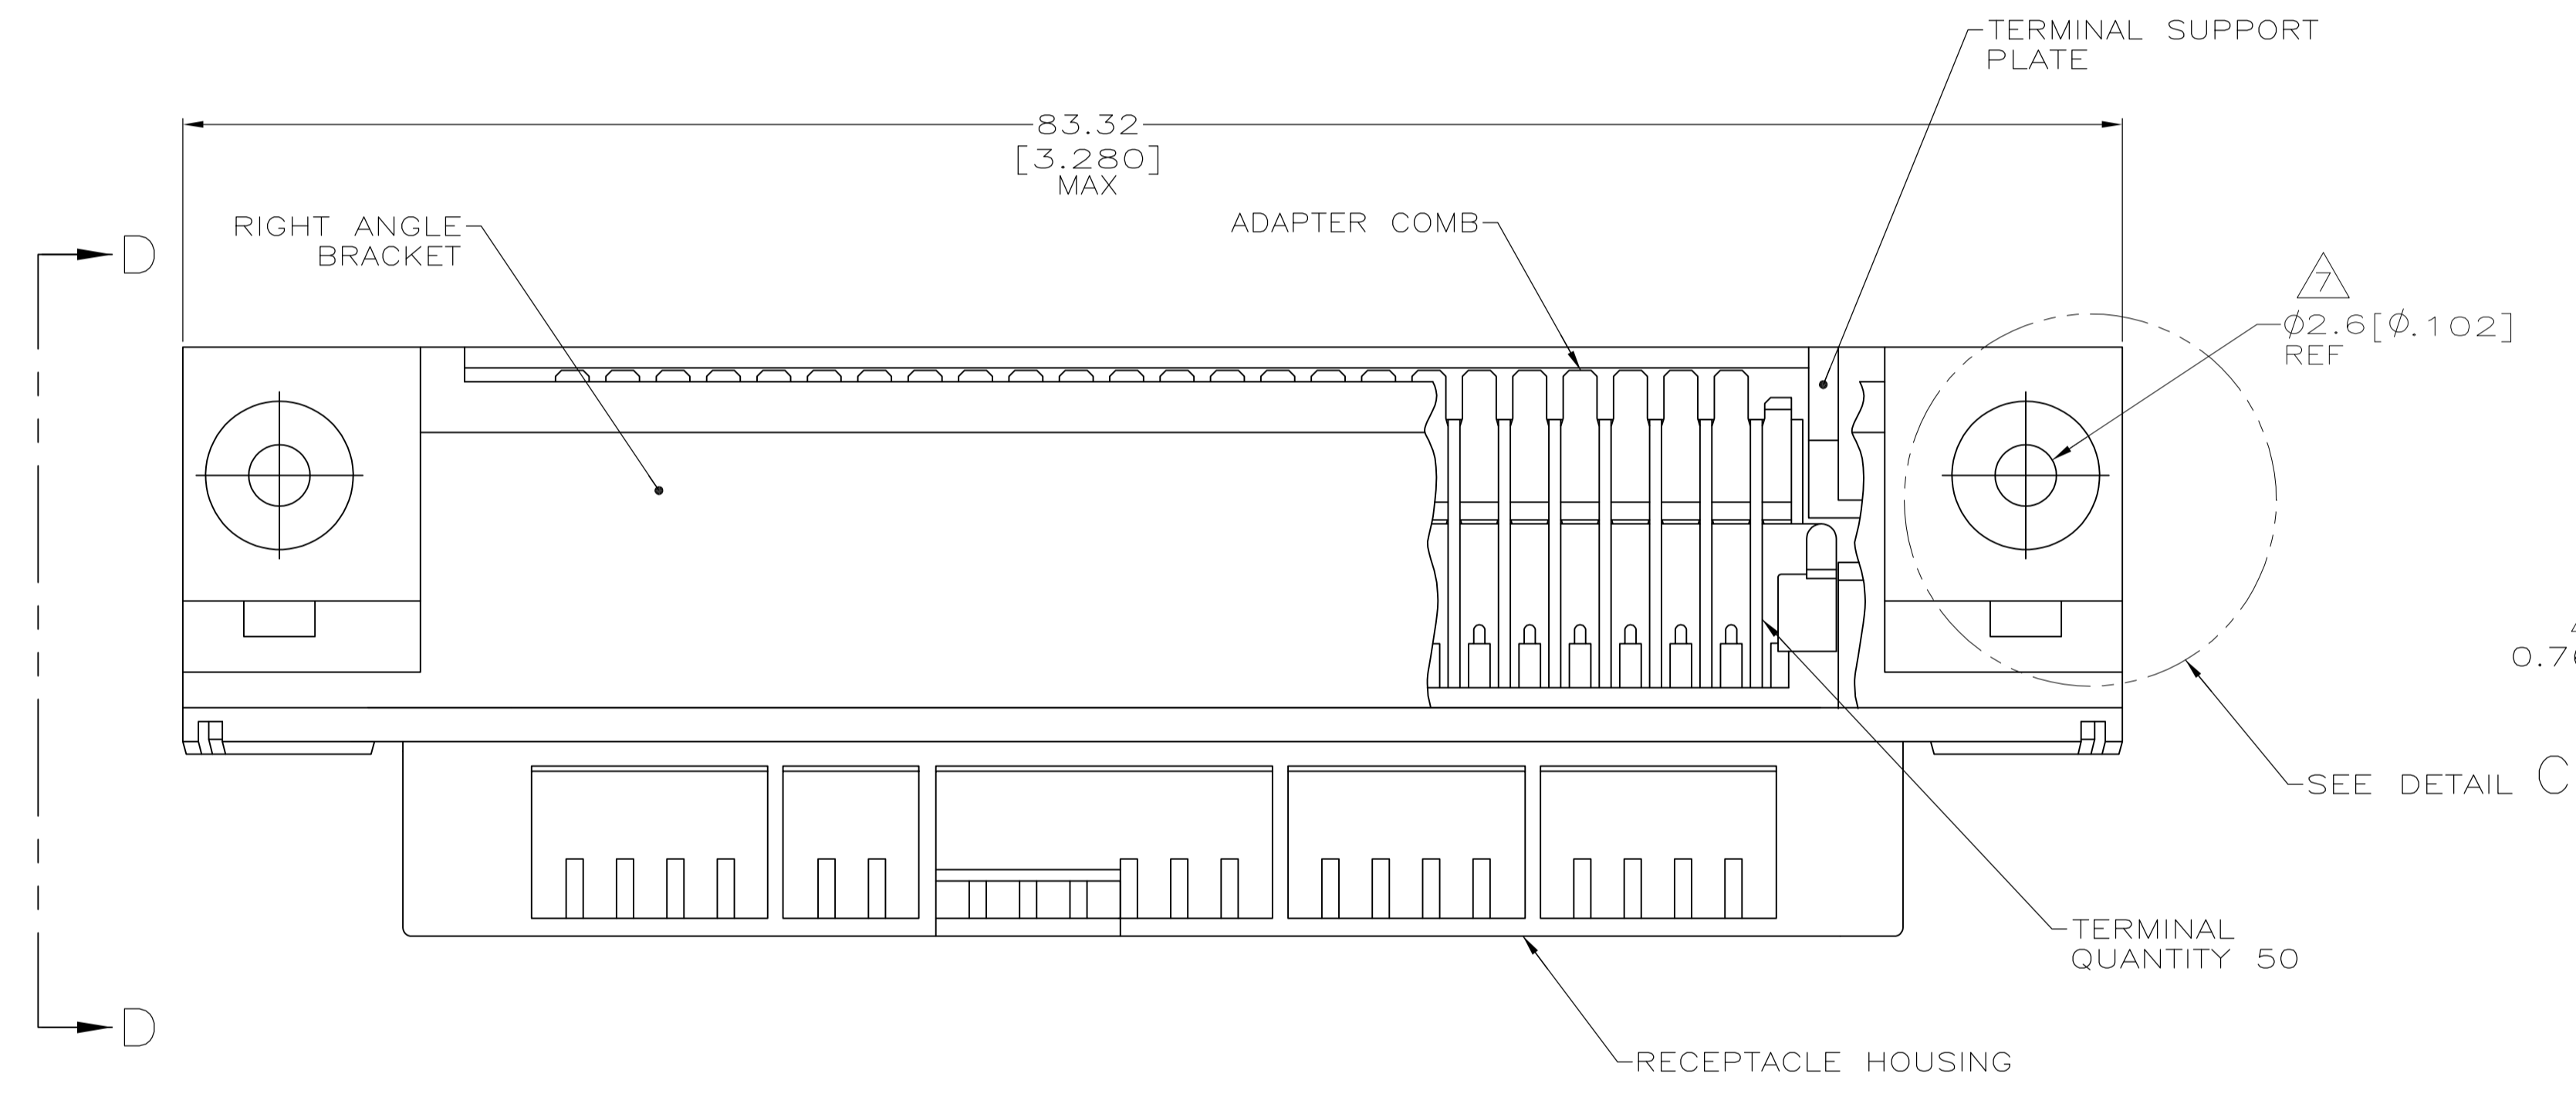 TERMINAL SUPPORT
PLATE
83.32
[3.280]
MAX
RIGHT ANGLE
BRACKET
ADAPTER COMB
D
7
Ø2.6[Ø.102]
REF
SEE DETAIL C
TERMINAL
QUANTITY 50
D
RECEPTACLE HOUSING